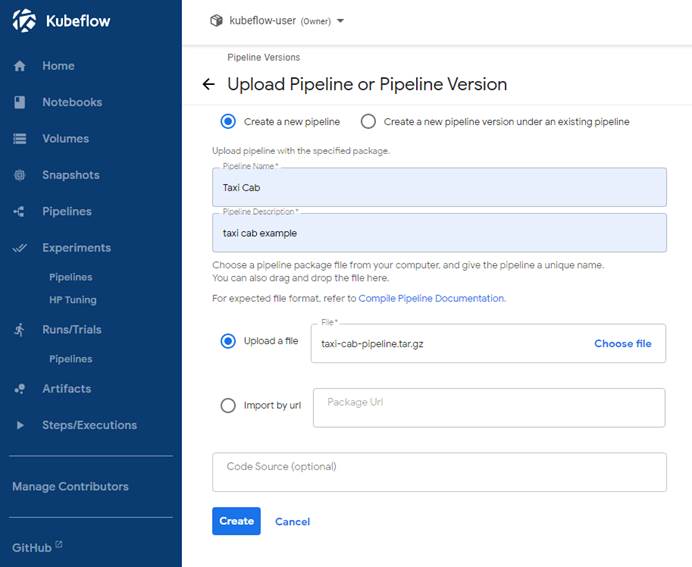 Kubeflow
Home
Notebooks
Volumes
Snapshots
Pipelines
Experiments
Pipelines
HP Tuning
Runs/Trials
Pipelines
Artifacts
Steps/Executions
Manage Contributors
GitHub
kubeflow-user (Owner)
Pipeline Versions
Upload Pipeline or Pipeline Version
Create a new pipeline Create a new pipeline version under an existing pipeline
Upload pipeline with the specified package.
Pipeline Name*
Taxi Cab
Pipeline Description*
taxi cab example
Choose a pipeline package file from your computer, and give the pipeline a unique name.
You can also drag and drop the file here.
For expected file format, refer to Compile Pipeline Documentation.
Upload a file
File*
taxi-cab-pipeline.tar.gz Choose file
Import by url Package Url
Code Source (optional)
Create Cancel